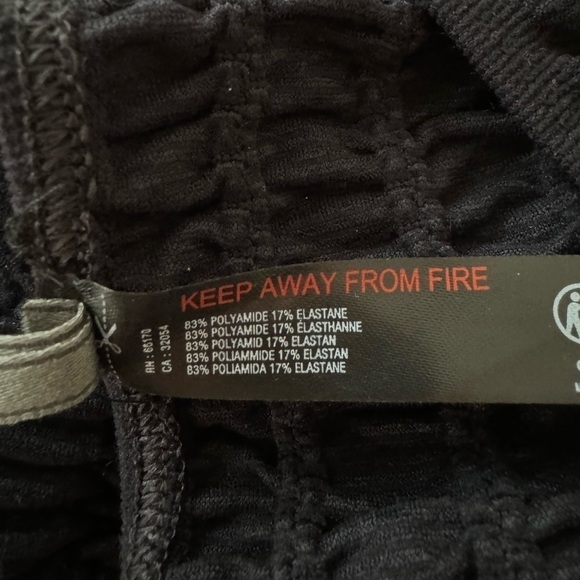 KEEP AWAY FROM FIRE
83% POLYAMIDE 17% ELASTANE
83% POLYAMIDE 17% ÉLASTHANNE
83% POLYAMID 17% ELASTAN
83% POLIAMMIDE 17% ELASTAN
83% POLIAMIDA 17% ELASTANE
RN : 66170
CA : 32054